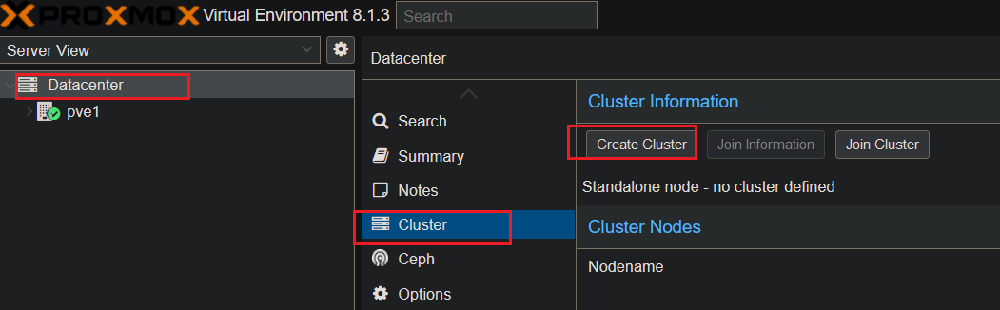 PROXMOX Virtual Environment 8.1.3 Search
Server View
Datacenter
pve1
Datacenter
Search
Summary
Notes
Cluster
Ceph
Options
Cluster Information
Create Cluster Join Information Join Cluster
Standalone node - no cluster defined
Cluster Nodes
Nodename